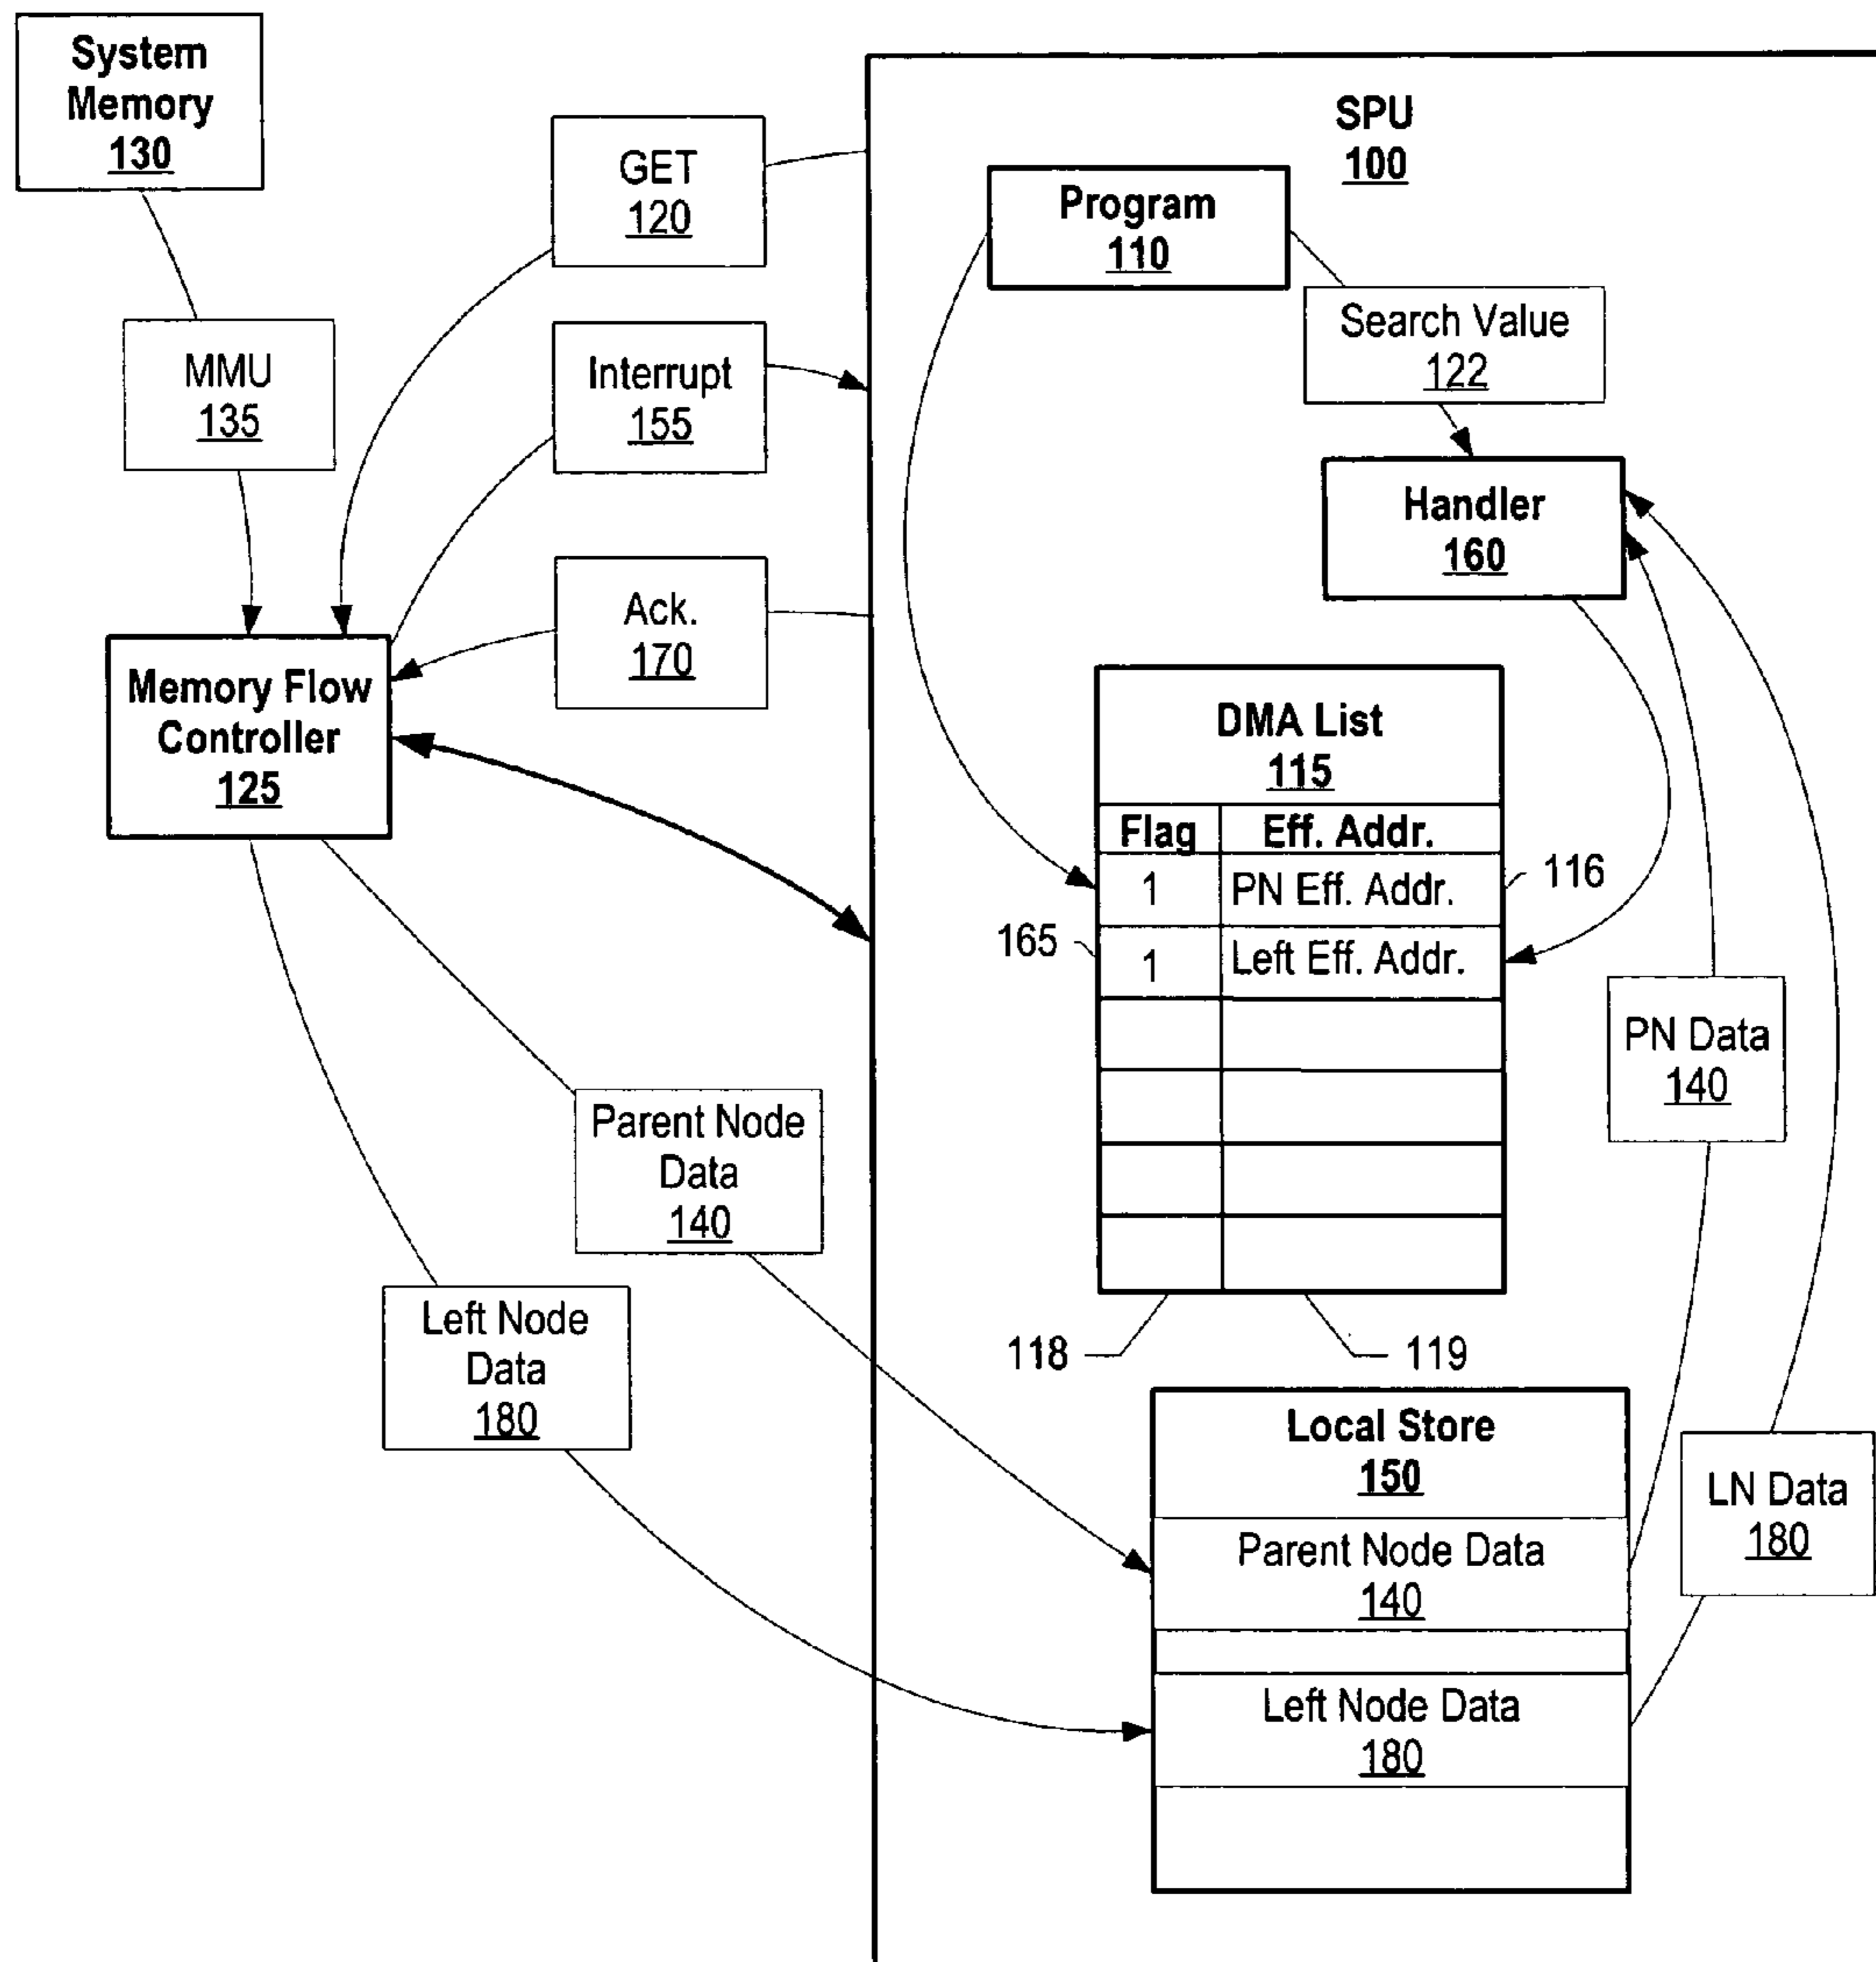 System
Memory
130
SPU
100
GET
120
Program
110
Search Value
122
MMU
135
Interrupt
155
Handler
160
Ack.
170
Memory Flow
Controller
125
DMA List
115
Flag Eff. Addr.
1 PN Eff. Addr.
116
165
1 Left Eff. Addr.
PN Data
140
Parent Node
Data
140
Left Node
Data
180
118
119
Local Store
150
Parent Node Data
140
LN Data
180
Left Node Data
180